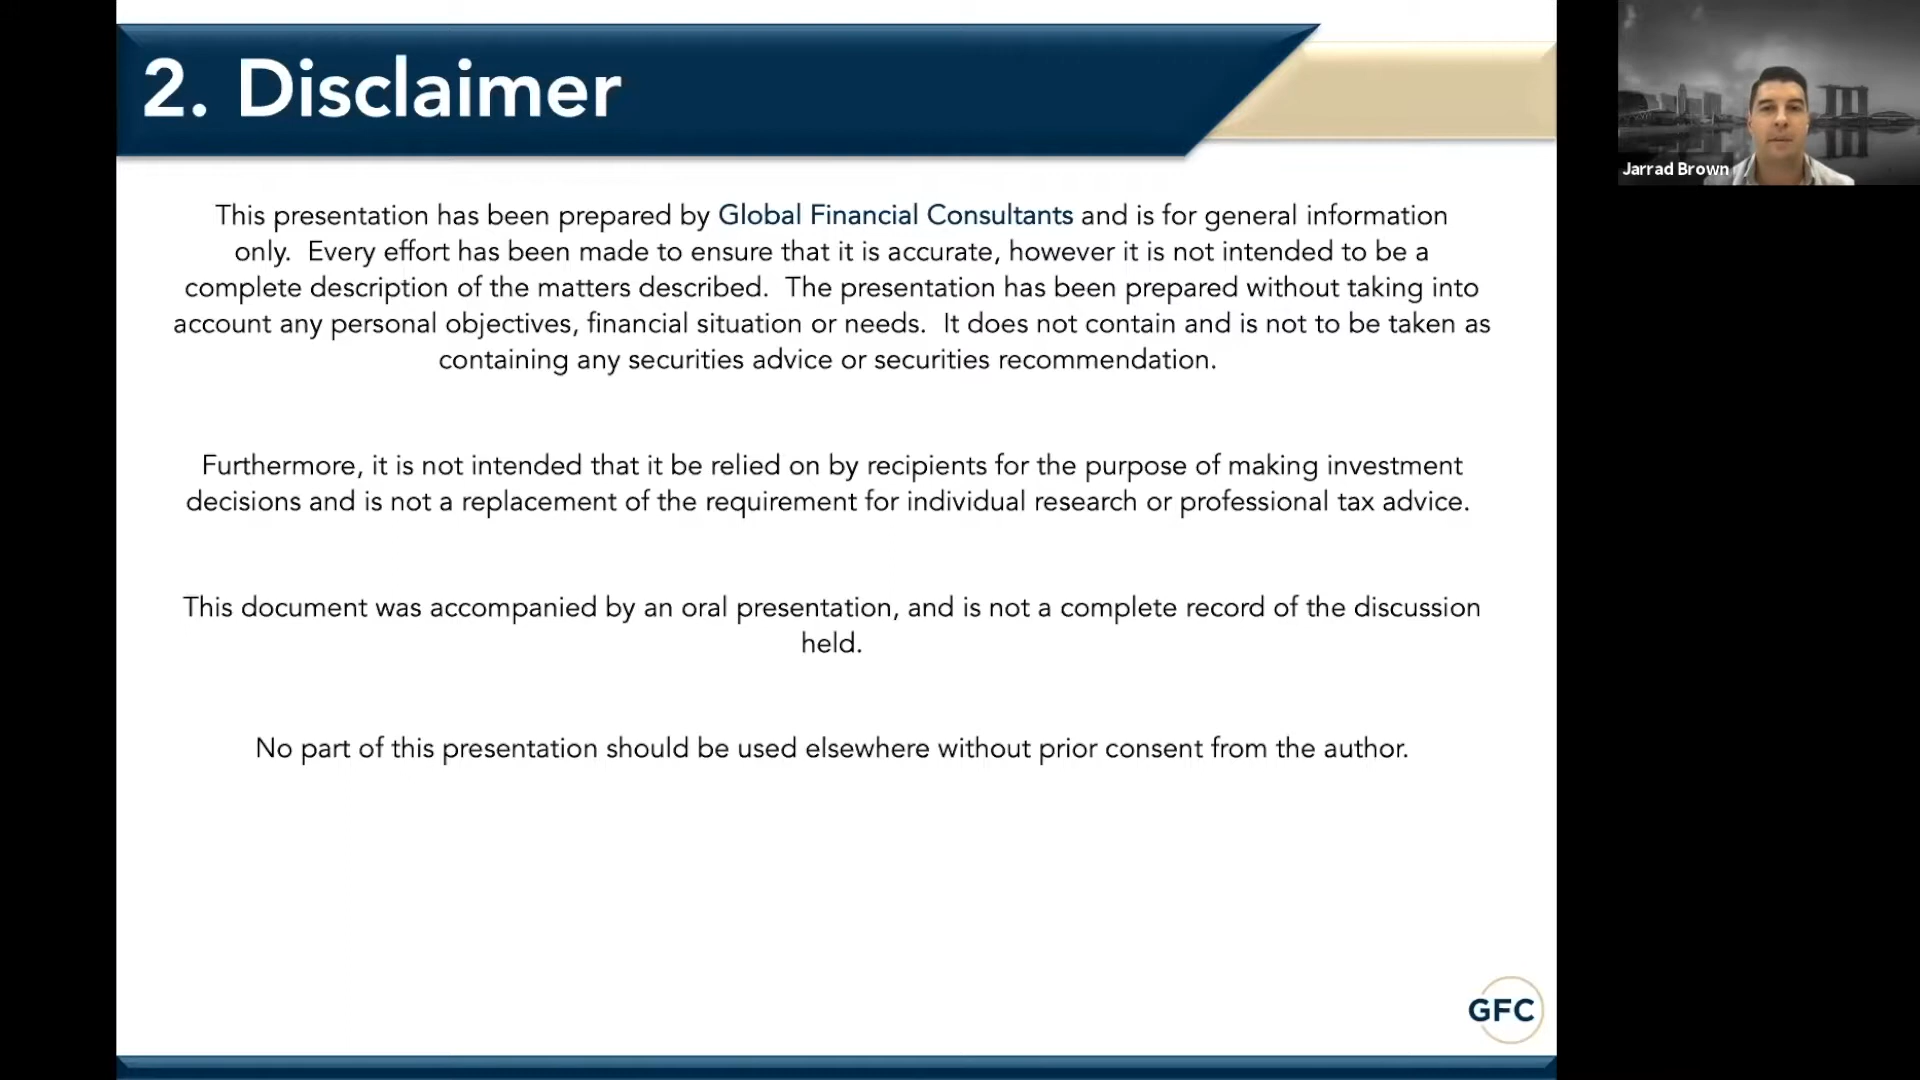 2. Disclaimer
This presentation has been prepared by Global Financial Consultants and is for general information
only.  Every effort has been made to ensure that it is accurate, however it is not intended to be a
complete description of the matters described.  The presentation has been prepared without taking into
account any personal objectives, financial situation or needs.  It does not contain and is not to be taken as
containing any securities advice or securities recommendation.
Furthermore, it is not intended that it be relied on by recipients for the purpose of making investment
decisions and is not a replacement of the requirement for individual research or professional tax advice.
This document was accompanied by an oral presentation, and is not a complete record of the discussion
held.
No part of this presentation should be used elsewhere without prior consent from the author.
GFC
Jarrad Brown